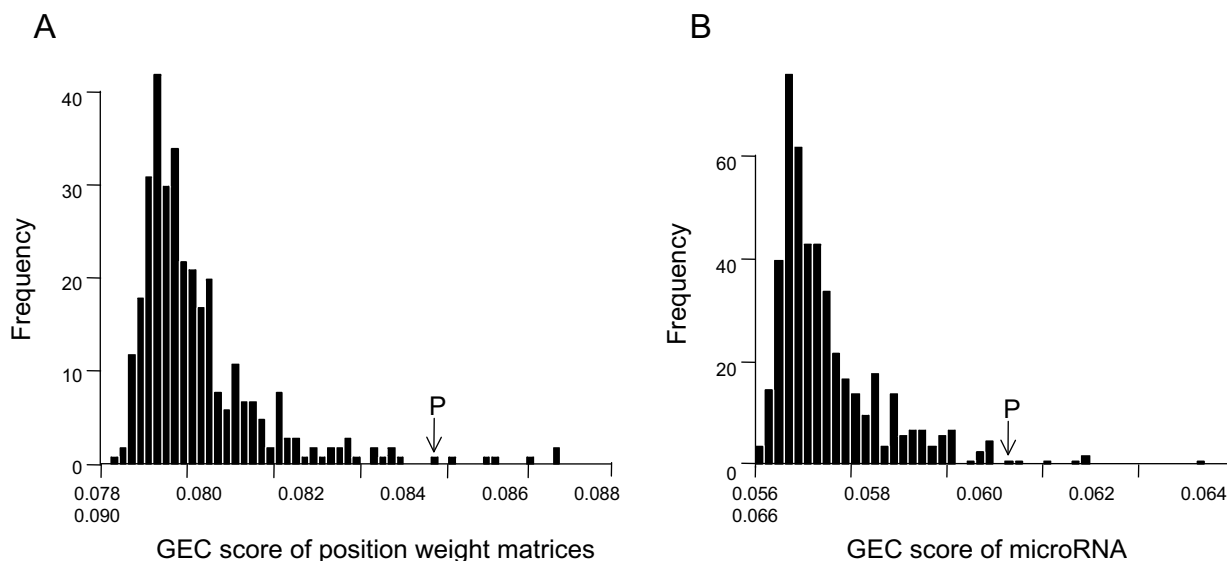 A
B
40
30
20
10
0
Frequency
P
0.078 0.080 0.082 0.084 0.086 0.088
0.090
GEC score of position weight matrices
60
40
20
0
Frequency
P
0.056 0.058 0.060 0.062 0.064
0.066
GEC score of microRNA